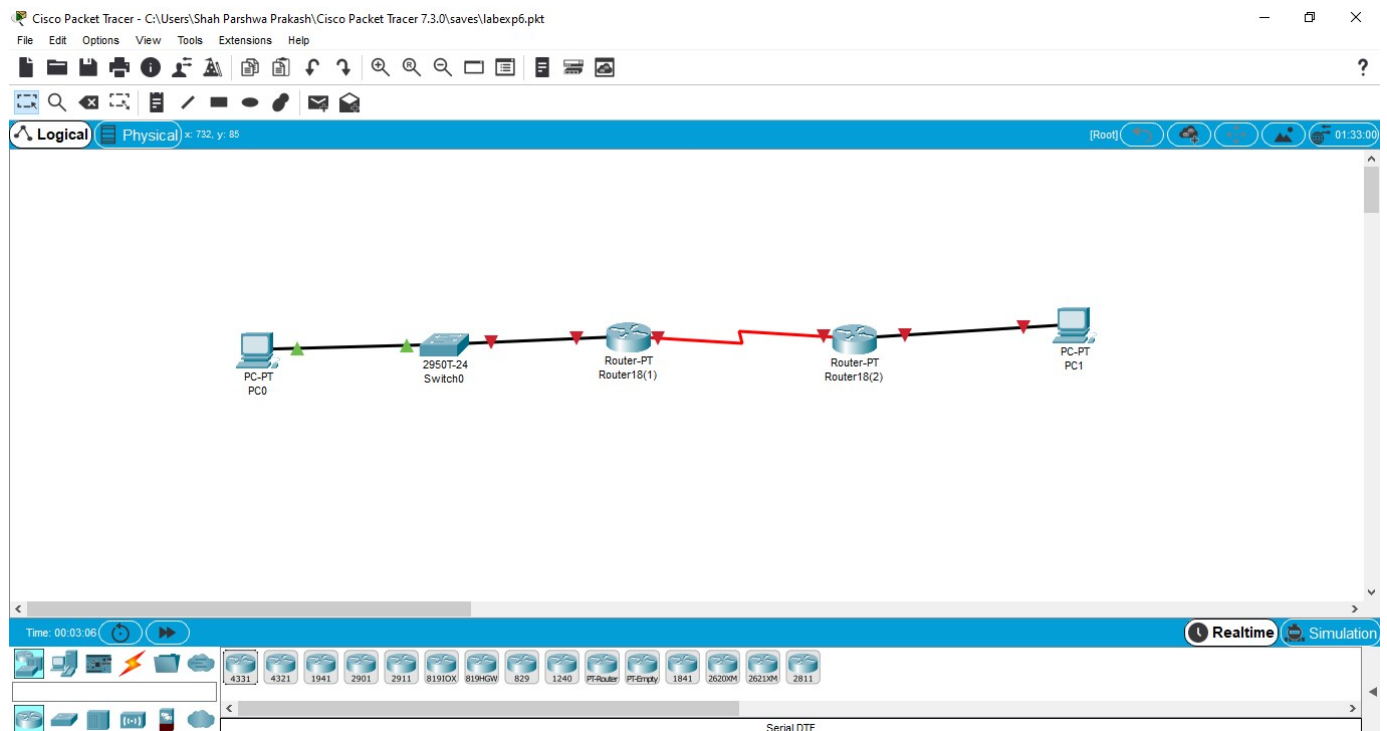 Cisco Packet Tracer - C:\Users\Shah Parshwa Prakash\Cisco Packet Tracer 7.3.0\saves\labexp6.pkt
File Edit Options View Tools Extensions Help
?
Logical Physical x: 732, y: 85 [Root] 01:33:00
PC-PT
PC0
2950T-24
Switch0
Router-PT
Router18(1)
Router-PT
Router18(2)
PC-PT
PC1
Time: 00:03:06 Realtime Simulation
4331 4321 1941 2901 2911 819IOX 819HGW 829 1240 PT-Router PT-Empty 1841 2620XM 2621XM 2811
Serial DTE